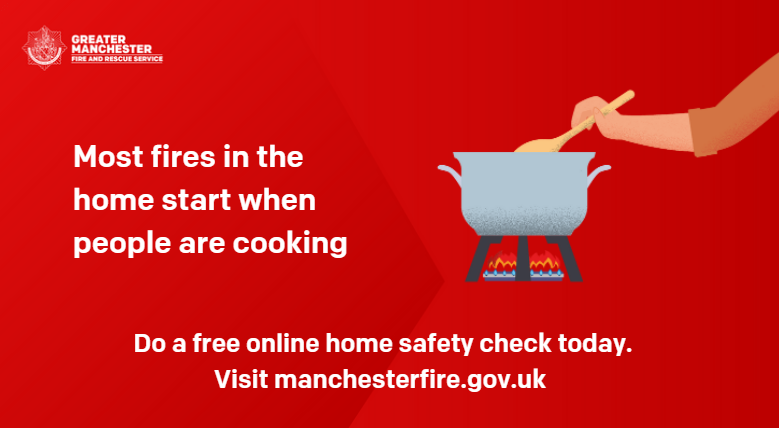 GREATER
MANCHESTER
FIRE AND RESCUE SERVICE
Most fires in the
home start when
people are cooking
Do a free online home safety check today.
Visit manchesterfire.gov.uk